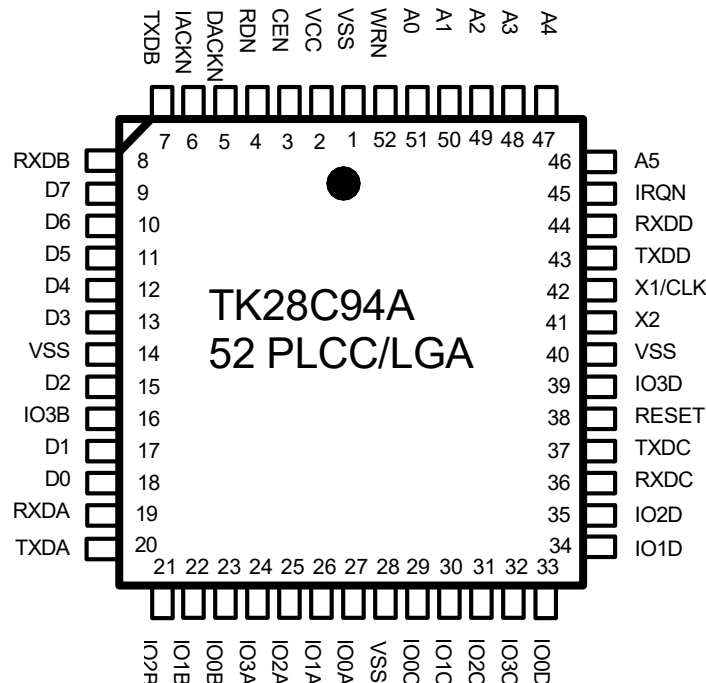 TXDB IACKN DACKN RDN CEN VCC VSS WRN A0 A1 A2 A3 A4
7 6 5 4 3 2 1 52 51 50 49 48 47
RXDB 8 46 A5
D7 9 45 IRQN
D6 10 44 RXDD
D5 11 43 TXDD
D4 12 42 X1/CLK
D3 13 41 X2
VSS 14 40 VSS
D2 15 39 IO3D
IO3B 16 38 RESET
D1 17 37 TXDC
D0 18 36 RXDC
RXDA 19 35 IO2D
TXDA 20 34 IO1D
TK28C94A
52 PLCC/LGA
21 22 23 24 25 26 27 28 29 30 31 32 33
IO2B IO1B IO0B IO3A IO2A IO1A IO0A VSS IO0C IO1C IO2C IO3C IO0D